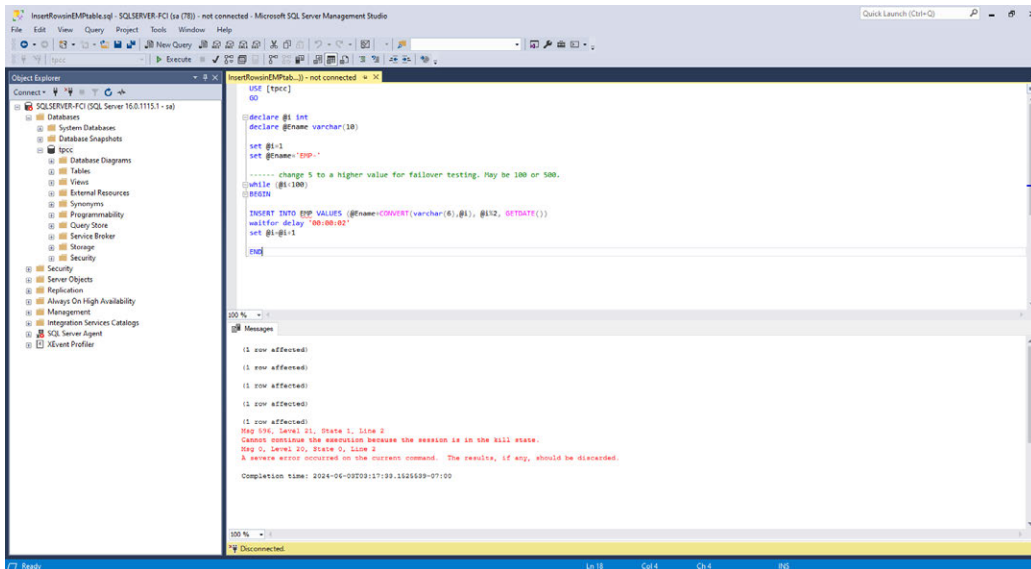 InsertRowsinEMPtable.sql - SQLSERVER-FCI (sa (78)) - not connected - Microsoft SQL Server Management Studio
Quick Launch (Ctrl+Q)
File Edit View Query Project Tools Window Help
New Query
tpcc
Execute
Object Explorer
Connect
SQLSERVER-FCI (SQL Server 16.0.1115.1 - sa)
Databases
System Databases
Database Snapshots
tpcc
Database Diagrams
Tables
Views
External Resources
Synonyms
Programmability
Query Store
Service Broker
Storage
Security
Security
Server Objects
Replication
Always On High Availability
Management
Integration Services Catalogs
SQL Server Agent
XEvent Profiler
InsertRowsinEMPtab...)) - not connected
USE [tpcc]
GO
declare @i int
declare @Ename varchar(10)
set @i=1
set @Ename='EMP-'
------ change 5 to a higher value for failover testing. May be 100 or 500.
while (@i<100)
BEGIN
INSERT INTO EMP VALUES (@Ename+CONVERT(varchar(6),@i), @i%2, GETDATE())
waitfor delay '00:00:02'
set @i=@i+1
END
100 %
Messages
(1 row affected)
(1 row affected)
(1 row affected)
(1 row affected)
(1 row affected)
Msg 596, Level 21, State 1, Line 2
Cannot continue the execution because the session is in the kill state.
Msg 0, Level 20, State 0, Line 2
A severe error occurred on the current command. The results, if any, should be discarded.
Completion time: 2024-06-03T03:17:33.1525539-07:00
100 %
Disconnected.
Ready
Ln 18 Col 4 Ch 4 INS